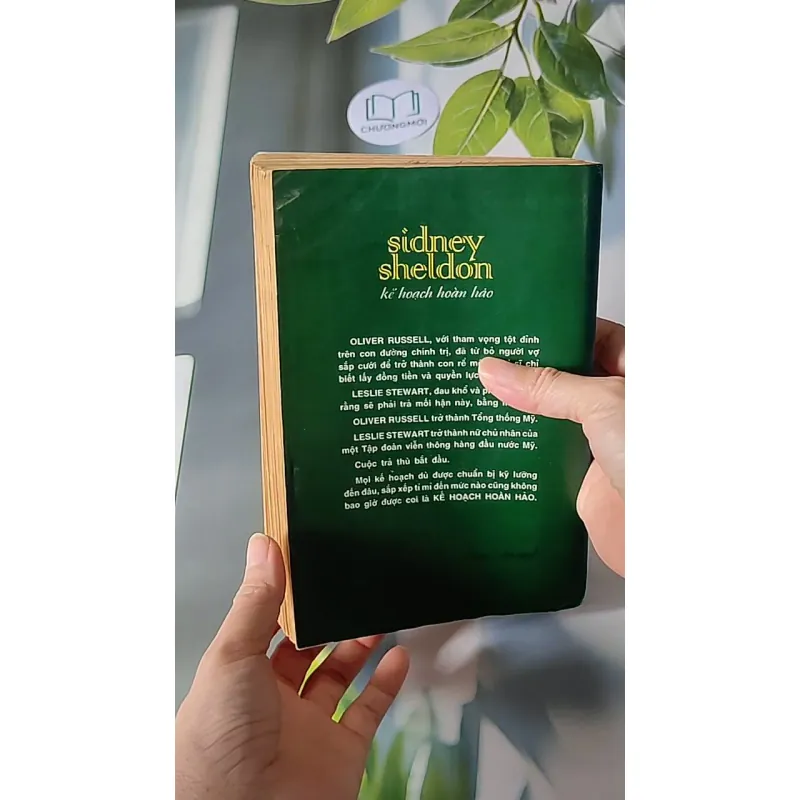 CHƯƠNG MỚI
sidney
sheldon
kế hoạch hoàn hảo
OLIVER RUSSELL, với tham vọng tột đỉnh
trên con đường chính trị, đã từ bỏ người vợ
sắp cưới để trở thành con rể sĩ chỉ
biết lấy đồng tiền và quyền lực
LESLIE STEWART, đau khổ và
rằng sẽ phải trả mối hận này, bằng
OLIVER RUSSELL trở thành Tổng thống Mỹ.
LESLIE STEWART trở thành nữ chủ nhân của
một Tập đoàn viễn thông hàng đầu nước Mỹ.
Cuộc trả thù bắt đầu.
Mọi kế hoạch dù được chuẩn bị kỹ lưỡng
đến đâu, sắp xếp tỉ mỉ đến mức nào cũng không
bao giờ được coi là KẾ HOẠCH HOÀN HẢO.